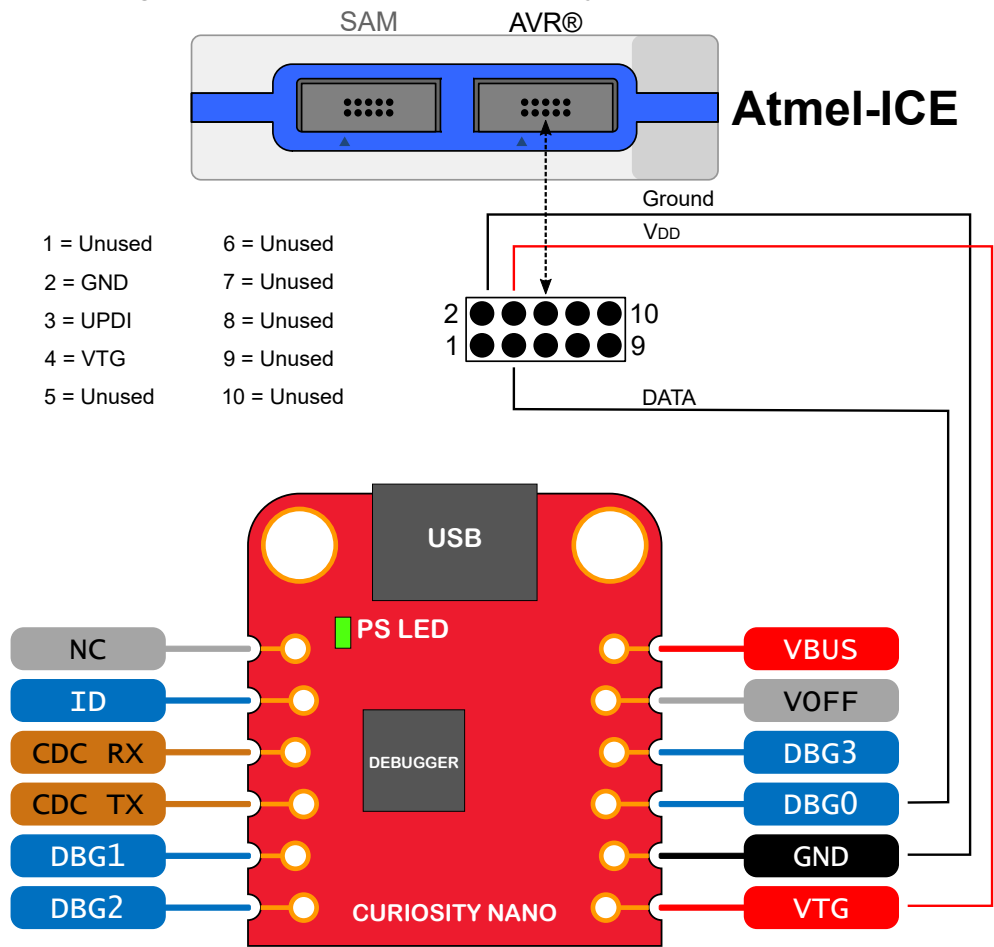 SAM AVR®
Atmel-ICE
Ground
VDD
1 = Unused 6 = Unused
2 = GND 7 = Unused
3 = UPDI 8 = Unused
4 = VTG 9 = Unused
5 = Unused 10 = Unused
2 10
1 9
DATA
USB
PS LED
NC VBUS
ID VOFF
CDC RX DEBUGGER DBG3
CDC TX DBG0
DBG1 GND
DBG2 CURIOSITY NANO VTG